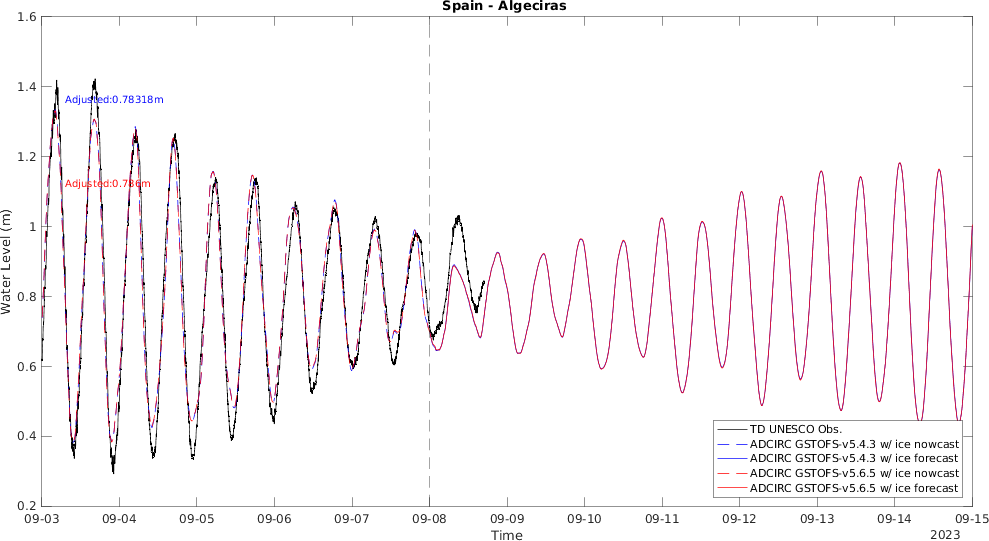 Spain - Algeciras
1.6
1.4
1.2
1
0.8
0.6
0.4
0.2
Water Level (m)
Adjusted:0.78318m
Adjusted:0.786m
TD UNESCO Obs.
ADCIRC GSTOFS-v5.4.3 w/ ice nowcast
ADCIRC GSTOFS-v5.4.3 w/ ice forecast
ADCIRC GSTOFS-v5.6.5 w/ ice nowcast
ADCIRC GSTOFS-v5.6.5 w/ ice forecast
09-03 09-04 09-05 09-06 09-07 09-08 09-09 09-10 09-11 09-12 09-13 09-14 09-15
Time
2023